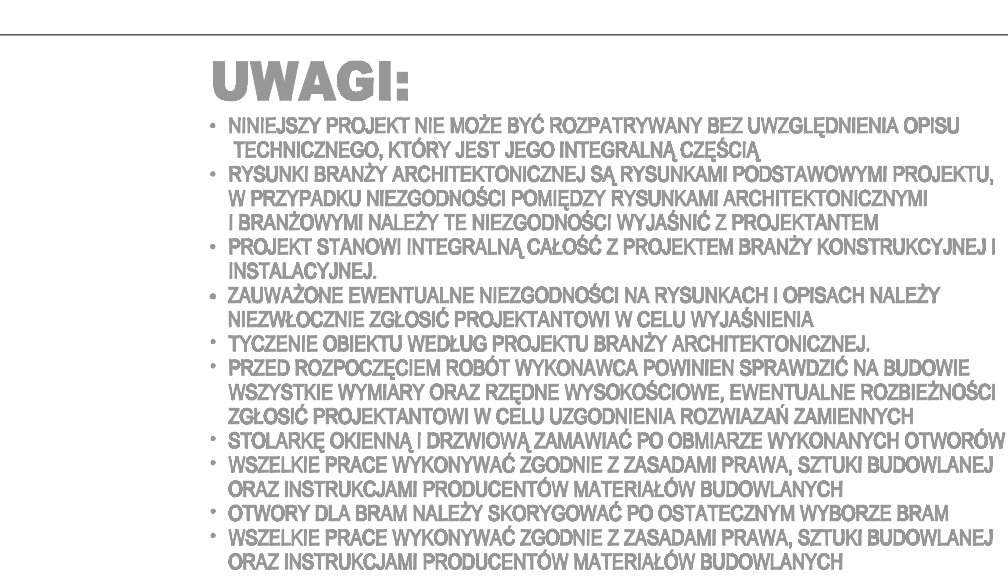 UWAGI:
• NINIEJSZY PROJEKT NIE MOŻE BYĆ ROZPATRYWANY BEZ UWZGLĘDNIENIA OPISU
TECHNICZNEGO, KTÓRY JEST JEGO INTEGRALNĄ CZĘŚCIĄ
• RYSUNKI BRANŻY ARCHITEKTONICZNEJ SĄ RYSUNKAMI PODSTAWOWYMI PROJEKTU,
W PRZYPADKU NIEZGODNOŚCI POMIĘDZY RYSUNKAMI ARCHITEKTONICZNYMI
I BRANŻOWYMI NALEŻY TE NIEZGODNOŚCI WYJAŚNIĆ Z PROJEKTANTEM
• PROJEKT STANOWI INTEGRALNĄ CAŁOŚĆ Z PROJEKTEM BRANŻY KONSTRUKCYJNEJ I
INSTALACYJNEJ.
• ZAUWAŻONE EWENTUALNE NIEZGODNOŚCI NA RYSUNKACH I OPISACH NALEŻY
NIEZWŁOCZNIE ZGŁOSIĆ PROJEKTANTOWI W CELU WYJAŚNIENIA
• TYCZENIE OBIEKTU WEDŁUG PROJEKTU BRANŻY ARCHITEKTONICZNEJ.
• PRZED ROZPOCZĘCIEM ROBÓT WYKONAWCA POWINIEN SPRAWDZIĆ NA BUDOWIE
WSZYSTKIE WYMIARY ORAZ RZĘDNE WYSOKOŚCIOWE, EWENTUALNE ROZBIEŻNOŚCI
ZGŁOSIĆ PROJEKTANTOWI W CELU UZGODNIENIA ROZWIAZAŃ ZAMIENNYCH
• STOLARKĘ OKIENNĄ I DRZWIOWĄ ZAMAWIAĆ PO OBMIARZE WYKONANYCH OTWORÓW
• WSZELKIE PRACE WYKONYWAĆ ZGODNIE Z ZASADAMI PRAWA, SZTUKI BUDOWLANEJ
ORAZ INSTRUKCJAMI PRODUCENTÓW MATERIAŁÓW BUDOWLANYCH
• OTWORY DLA BRAM NALEŻY SKORYGOWAĆ PO OSTATECZNYM WYBORZE BRAM
• WSZELKIE PRACE WYKONYWAĆ ZGODNIE Z ZASADAMI PRAWA, SZTUKI BUDOWLANEJ
ORAZ INSTRUKCJAMI PRODUCENTÓW MATERIAŁÓW BUDOWLANYCH